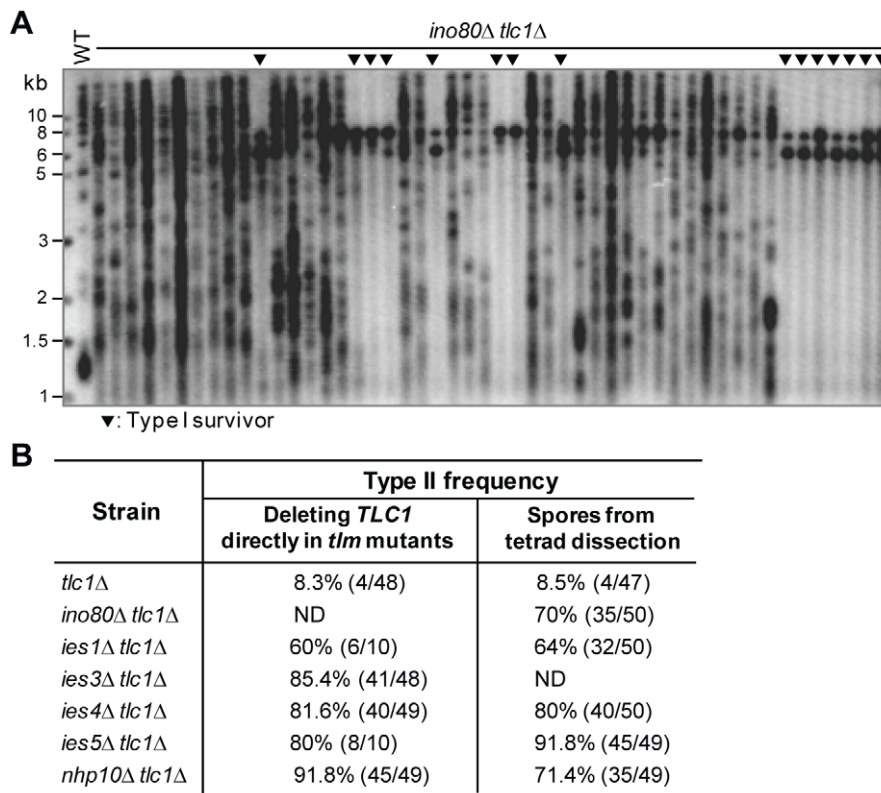 A
WT
ino80Δ tlc1Δ
kb
10
8
6
5
3
2
1.5
1
▼: Type I survivor
B
Strain
Type II frequency
Deleting TLC1 directly in tlm mutants
Spores from tetrad dissection
tlc1Δ 8.3% (4/48) 8.5% (4/47)
ino80Δ tlc1Δ ND 70% (35/50)
ies1Δ tlc1Δ 60% (6/10) 64% (32/50)
ies3Δ tlc1Δ 85.4% (41/48) ND
ies4Δ tlc1Δ 81.6% (40/49) 80% (40/50)
ies5Δ tlc1Δ 80% (8/10) 91.8% (45/49)
nhp10Δ tlc1Δ 91.8% (45/49) 71.4% (35/49)